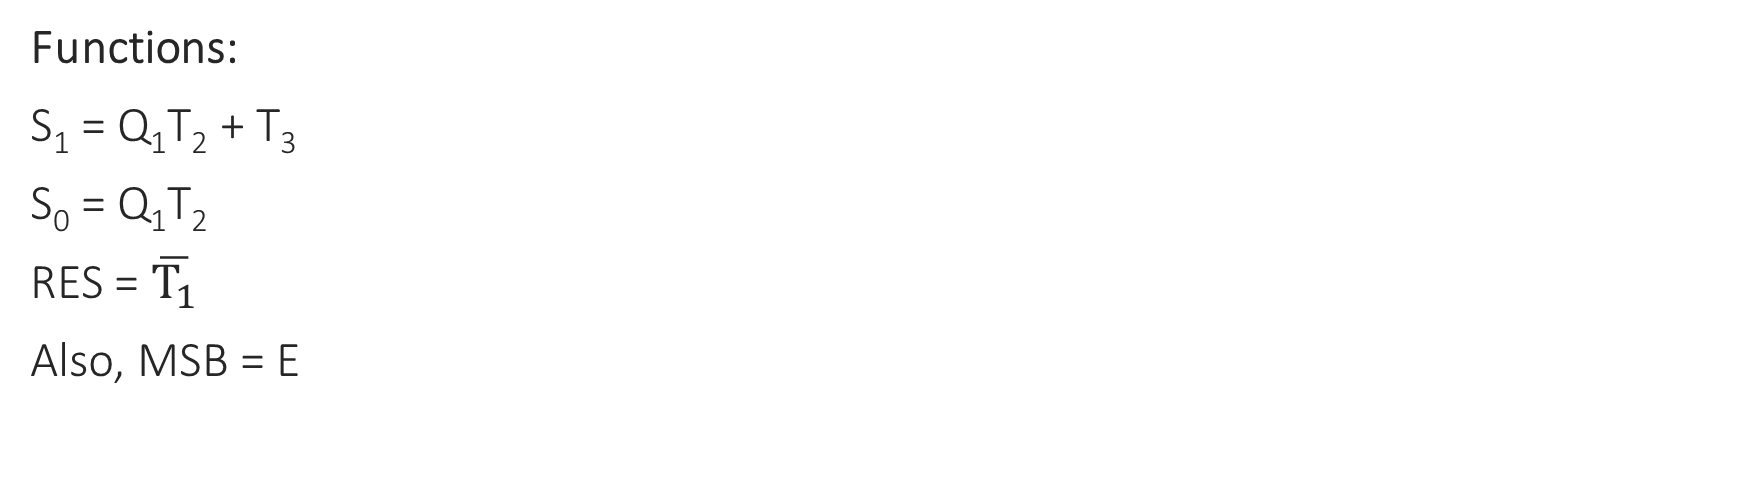 Functions:
S₁ = Q₁T₂ + T₃
S₀ = Q₁T₂
RES = T̅₁
Also, MSB = E